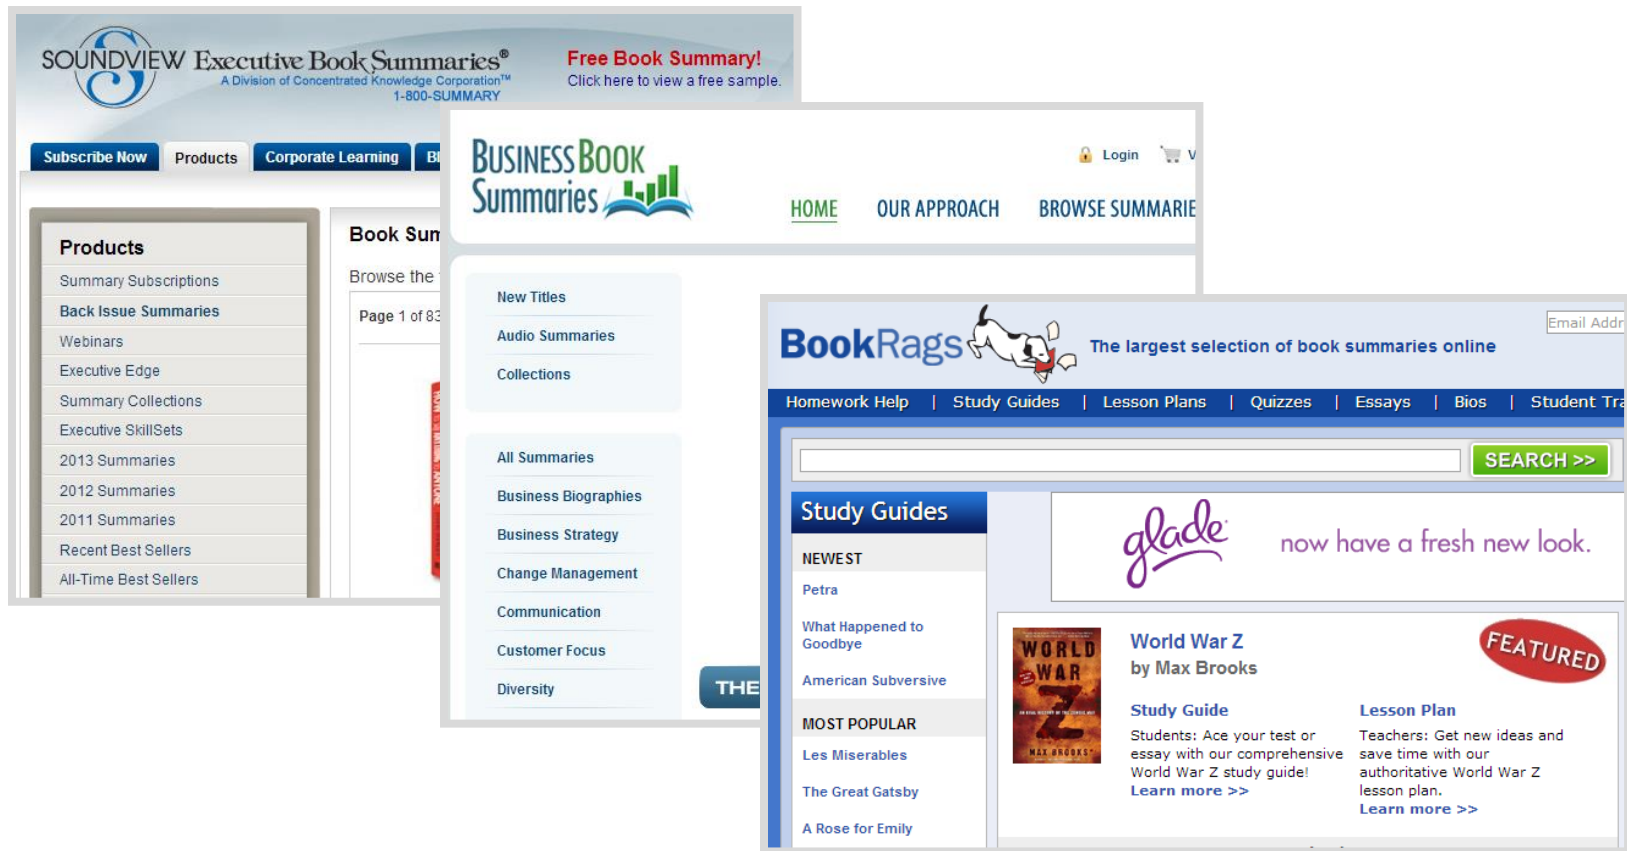 SOUNDVIEW Executive Book Summaries®
A Division of Concentrated Knowledge Corporation™
1-800-SUMMARY
Free Book Summary!
Click here to view a free sample.
Subscribe Now
Products
Corporate Learning
Products
Summary Subscriptions
Back Issue Summaries
Webinars
Executive Edge
Summary Collections
Executive SkillSets
2013 Summaries
2012 Summaries
2011 Summaries
Recent Best Sellers
All-Time Best Sellers
Book Sum
Browse the
Page 1 of 83
BUSINESS BOOK
Summaries
Login
V
HOME
OUR APPROACH
BROWSE SUMMARIE
New Titles
Audio Summaries
Collections
All Summaries
Business Biographies
Business Strategy
Change Management
Communication
Customer Focus
Diversity
THE
BookRags
The largest selection of book summaries online
Email Addr
Homework Help | Study Guides | Lesson Plans | Quizzes | Essays | Bios | Student Tra
SEARCH >>
Study Guides
NEWEST
Petra
What Happened to
Goodbye
American Subversive
MOST POPULAR
Les Miserables
The Great Gatsby
A Rose for Emily
glade
now have a fresh new look.
WORLD
WAR
Z
MAX BROOKS
World War Z
by Max Brooks
FEATURED
Study Guide
Students: Ace your test or
essay with our comprehensive
World War Z study guide!
Learn more >>
Lesson Plan
Teachers: Get new ideas and
save time with our
authoritative World War Z
lesson plan.
Learn more >>